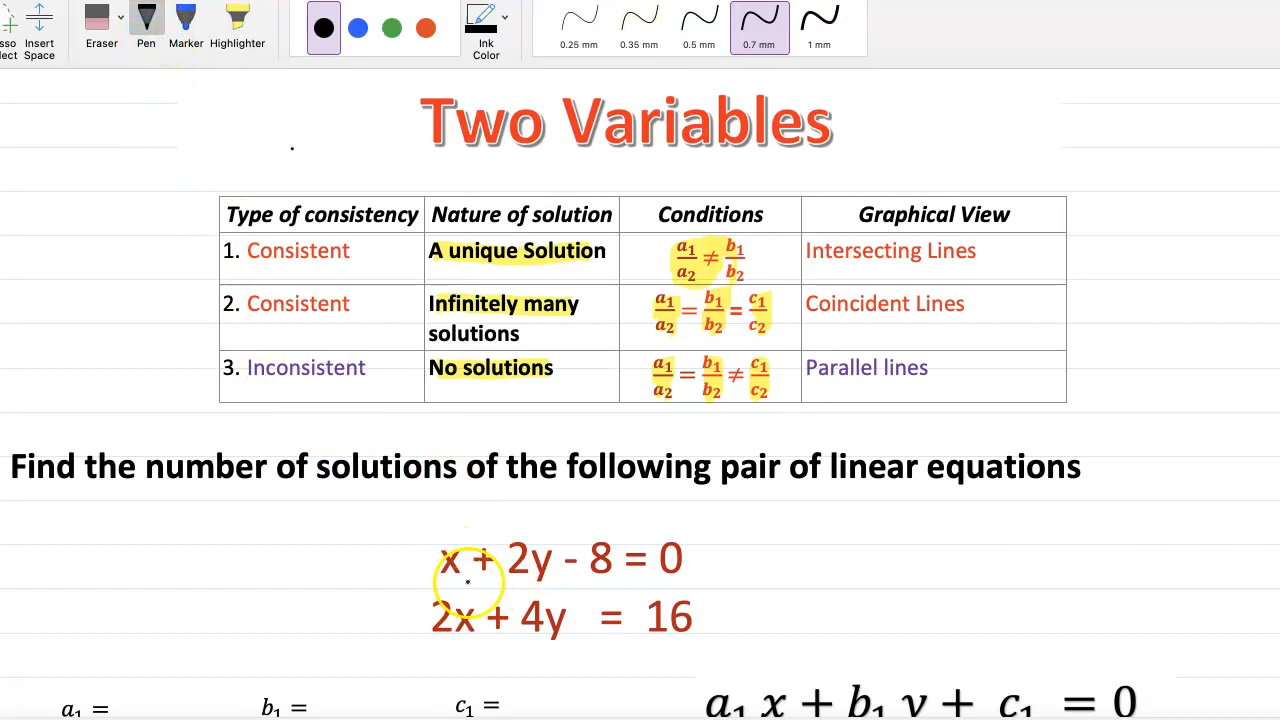 sso Insert Eraser Pen Marker Highlighter Ink 0.25 mm 0.35 mm 0.5 mm 0.7 mm 1 mm
lect Space Color
Two Variables
Type of consistency Nature of solution Conditions Graphical View
1. Consistent A unique Solution a₁/a₂ ≠ b₁/b₂ Intersecting Lines
2. Consistent Infinitely many a₁/a₂ = b₁/b₂ = c₁/c₂ Coincident Lines
solutions
3. Inconsistent No solutions a₁/a₂ = b₁/b₂ ≠ c₁/c₂ Parallel lines
Find the number of solutions of the following pair of linear equations
x + 2y - 8 = 0
2x + 4y = 16
a₁ = b₁ = c₁ = a₁ x + b₁ y + c₁ = 0